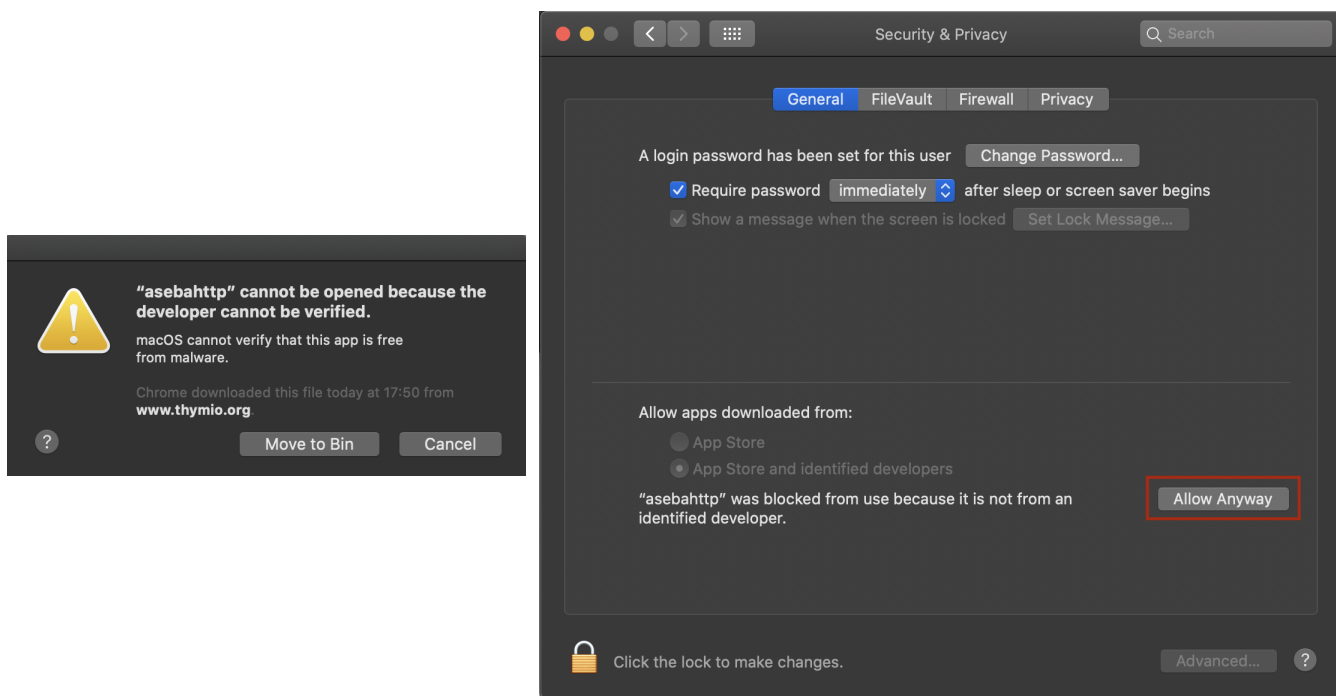 “asebahttp” cannot be opened because the
developer cannot be verified.
macOS cannot verify that this app is free
from malware.
Chrome downloaded this file today at 17:50 from
www.thymio.org.
?
Move to Bin
Cancel
Security & Privacy
Search
General
FileVault
Firewall
Privacy
A login password has been set for this user
Change Password...
Require password
immediately
after sleep or screen saver begins
Show a message when the screen is locked
Set Lock Message...
Allow apps downloaded from:
App Store
App Store and identified developers
“asebahttp” was blocked from use because it is not from an
identified developer.
Allow Anyway
Click the lock to make changes.
Advanced...
?